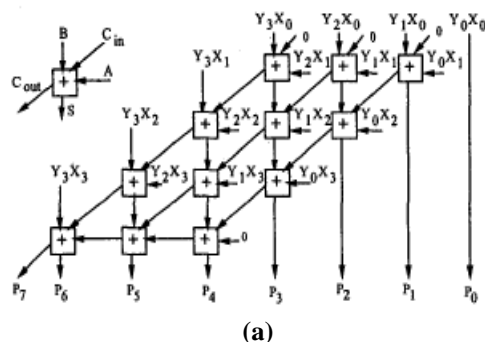 B C_in Y_3X_0 0 Y_2X_0 0 Y_1X_0 0 Y_0X_0
C_out + A Y_3X_1 + Y_2X_1 + Y_1X_1 + Y_0X_1
S Y_3X_2 + Y_2X_2 + Y_1X_2 + Y_0X_2
Y_3X_3 + Y_2X_3 + Y_1X_3 + Y_0X_3
+ + + 0
P_7 P_6 P_5 P_4 P_3 P_2 P_1 P_0
(a)